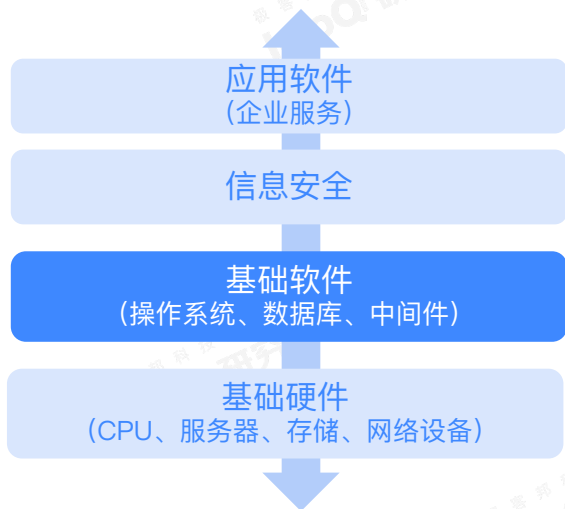 应用软件
(企业服务)
信息安全
基础软件
(操作系统、数据库、中间件)
基础硬件
(CPU、服务器、存储、网络设备)